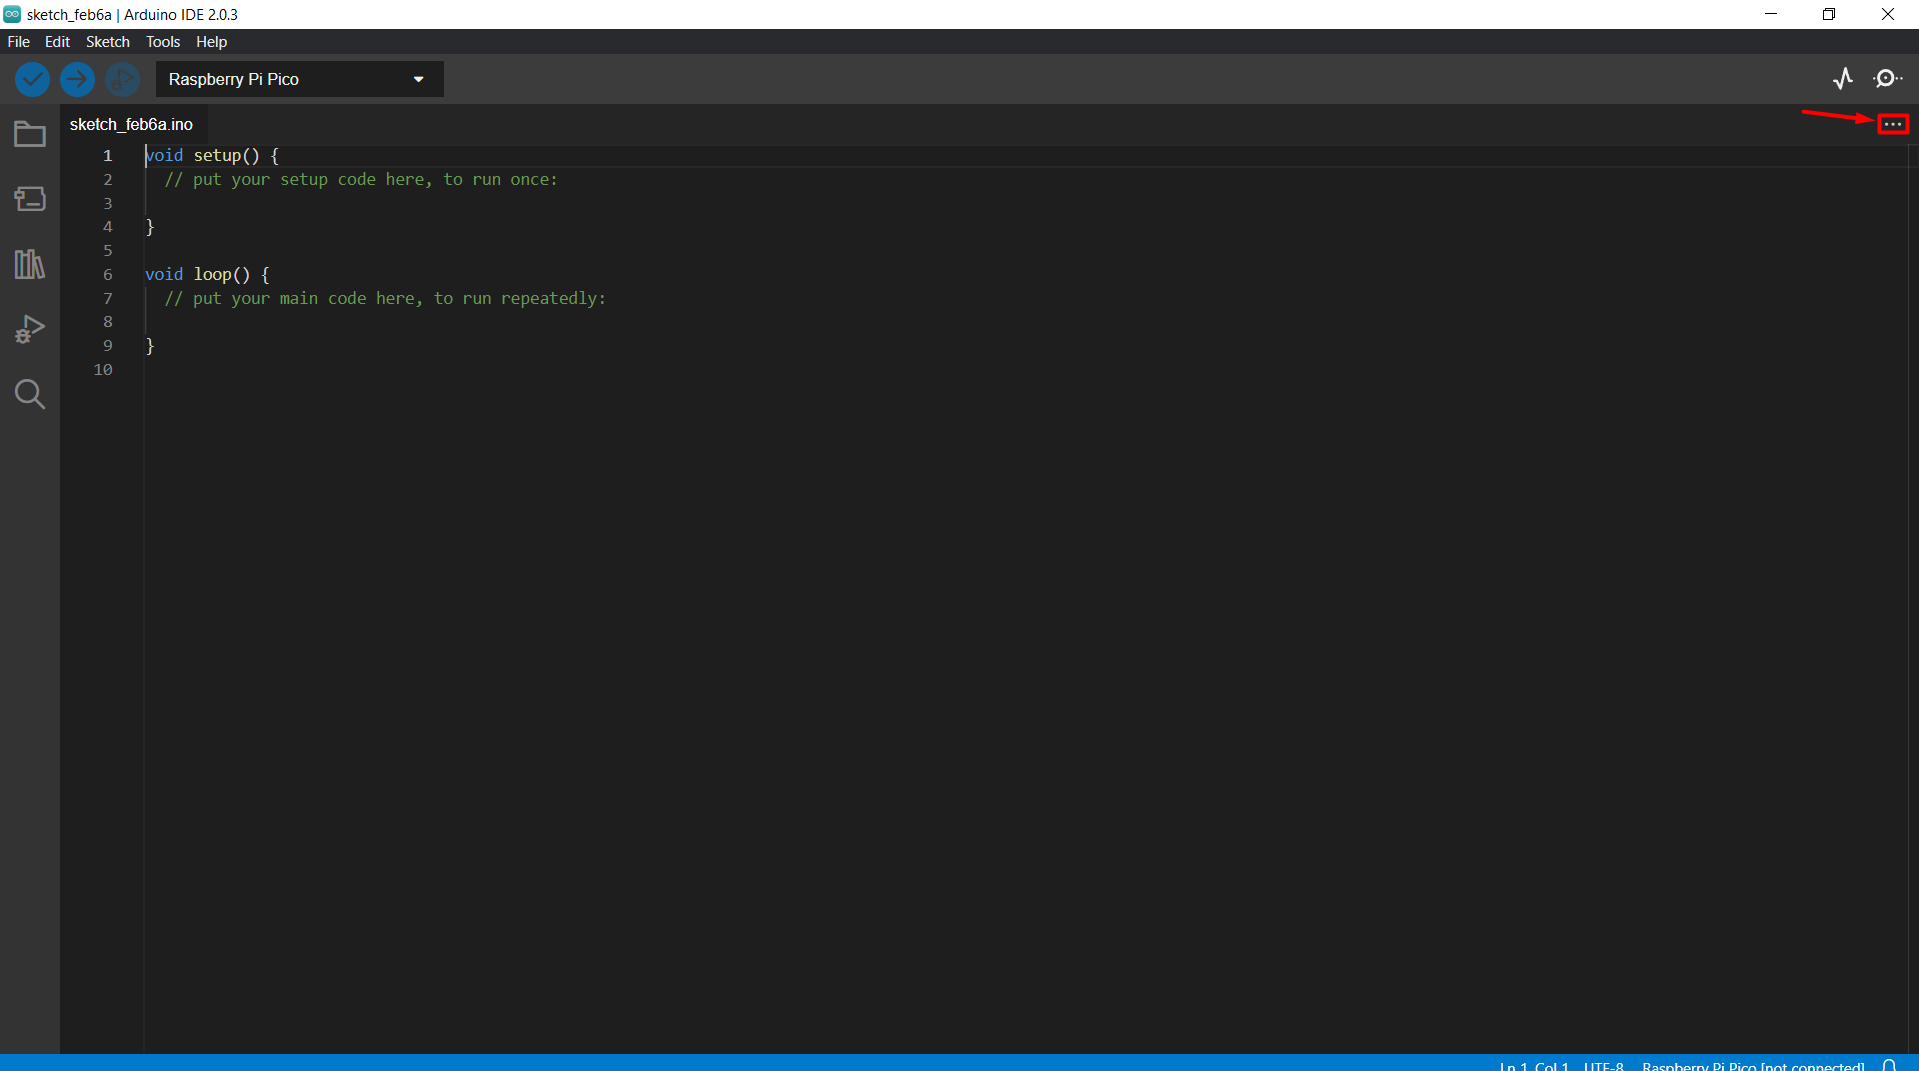 sketch_feb6a | Arduino IDE 2.0.3
File Edit Sketch Tools Help
Raspberry Pi Pico
sketch_feb6a.ino
1 void setup() {
2 // put your setup code here, to run once:
3
4 }
5
6 void loop() {
7 // put your main code here, to run repeatedly:
8
9 }
10
Ln 1, Col 1 UTF-8 Raspberry Pi Pico [not connected]